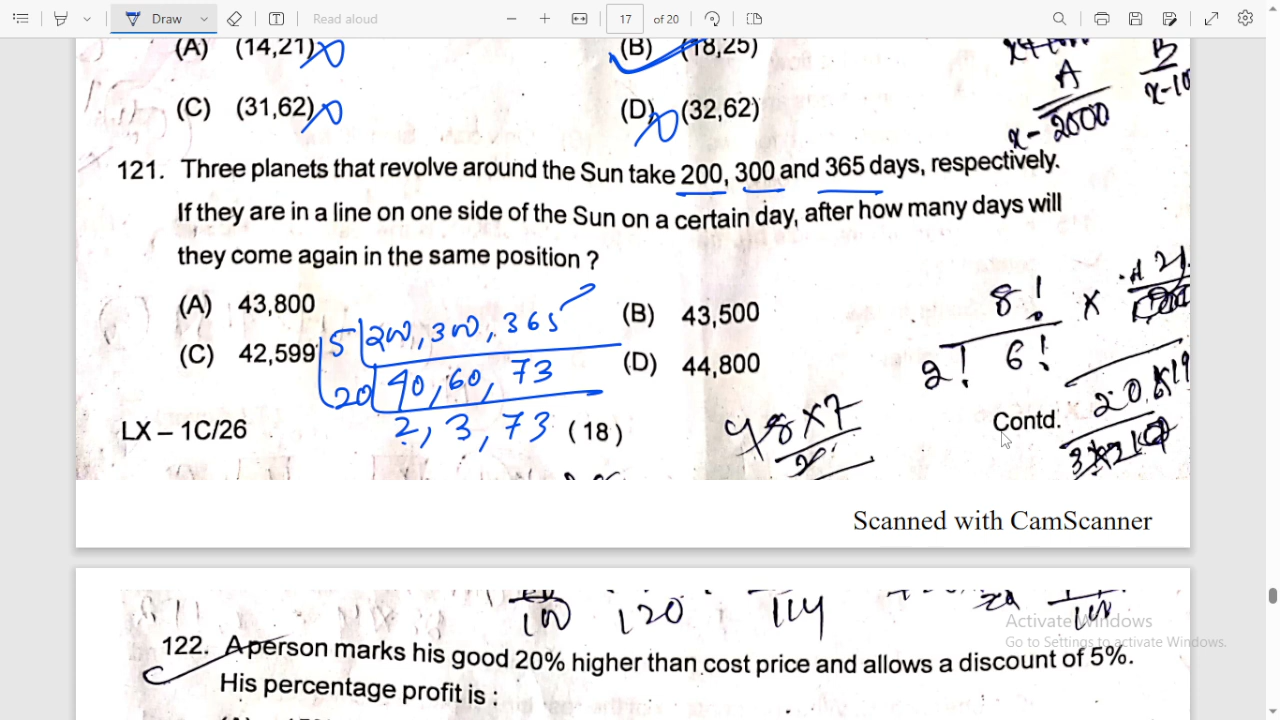 Draw
Read aloud
17 of 20
(A) (14,21)
(B) (18,25)
(C) (31,62)
(D) (32,62)
A
x - 2000
B
x-10
121. Three planets that revolve around the Sun take 200, 300 and 365 days, respectively.
If they are in a line on one side of the Sun on a certain day, after how many days will
they come again in the same position ?
(A) 43,800
(B) 43,500
(C) 42,599
(D) 44,800
5 200, 300, 365
20 40, 60, 73
2, 3, 73
8! ×
2! 6!
LX – 1C/26
(18)
Contd.
Scanned with CamScanner
100 120 114
122. A person marks his good 20% higher than cost price and allows a discount of 5%.
His percentage profit is :
Activate Windows
Go to Settings to activate Windows.